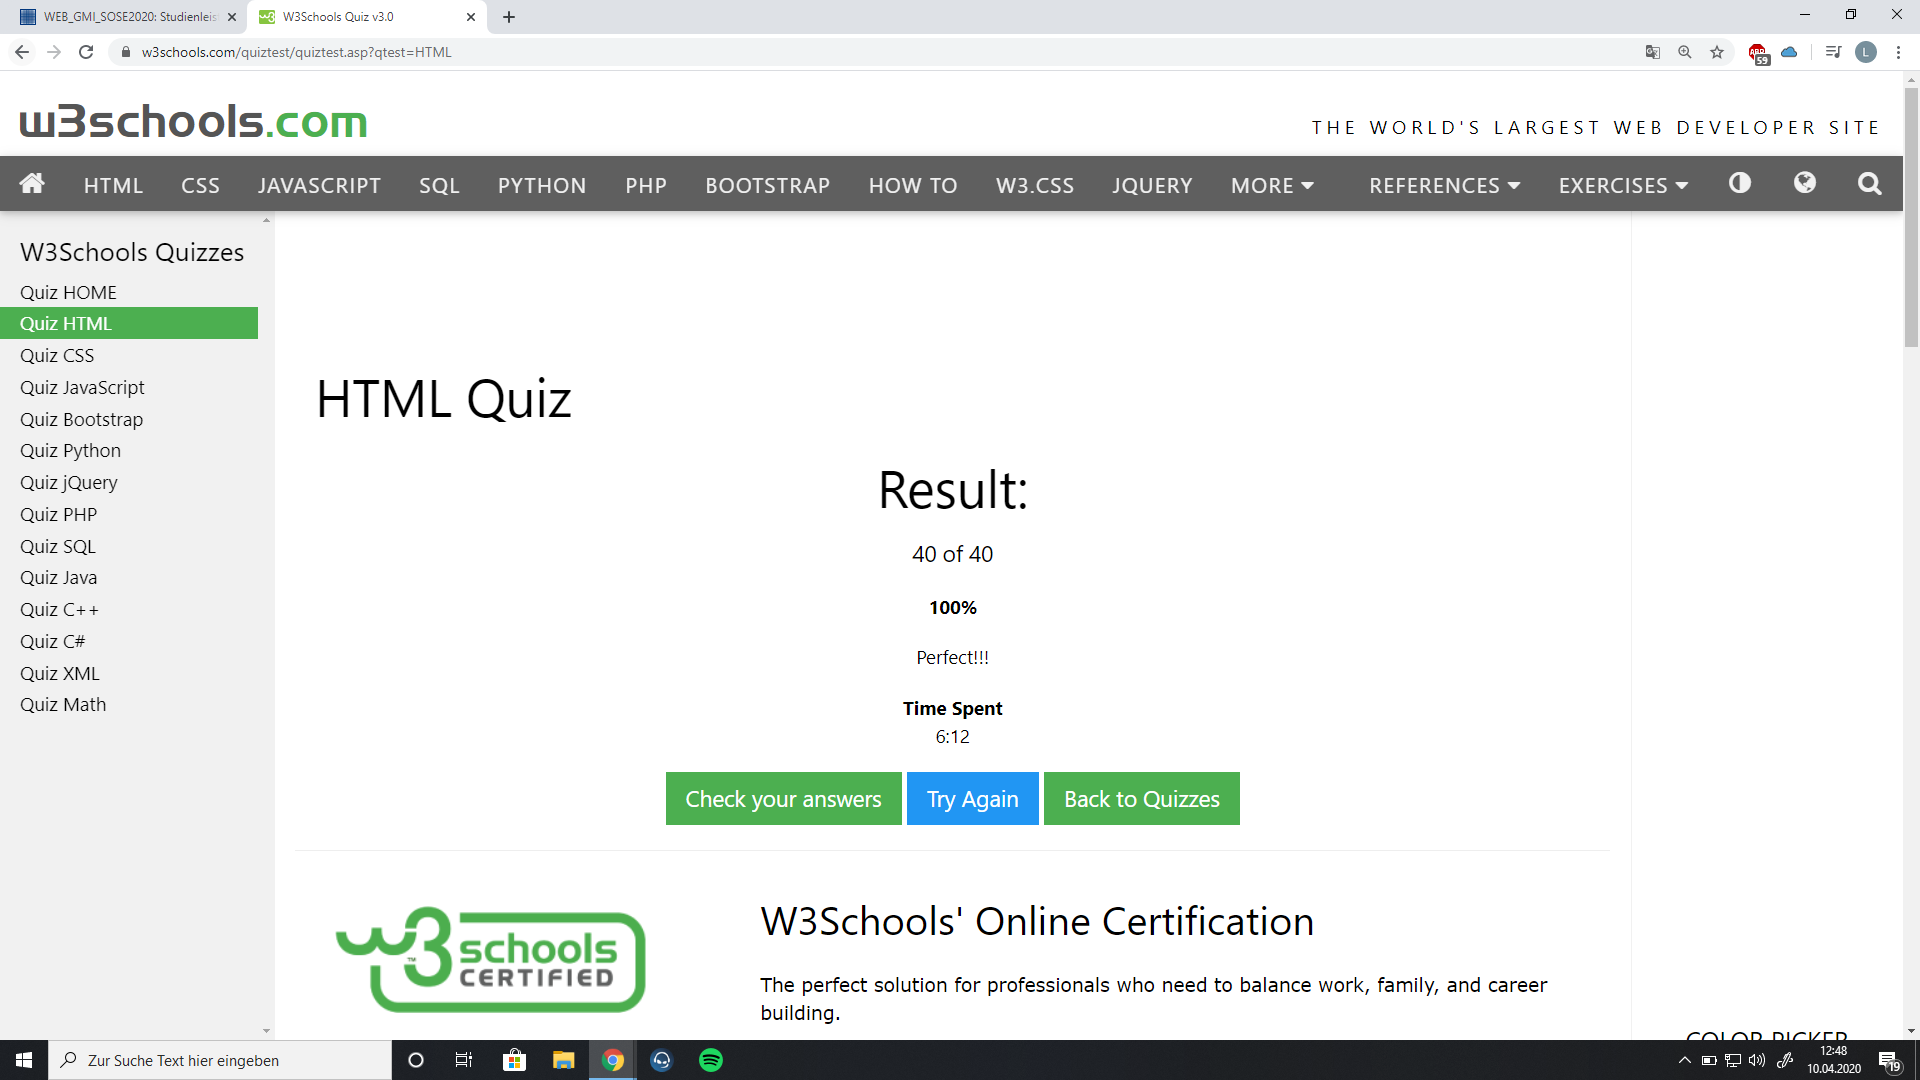 WEB_GMI_SOSE2020: Studienleis
W3Schools Quiz v3.0
w3schools.com/quiztest/quiztest.asp?qtest=HTML
ABP
59
L
w3schools.com
THE WORLD'S LARGEST WEB DEVELOPER SITE
HTML CSS JAVASCRIPT SQL PYTHON PHP BOOTSTRAP HOW TO W3.CSS JQUERY MORE REFERENCES EXERCISES
W3Schools Quizzes
Quiz HOME
Quiz HTML
Quiz CSS
Quiz JavaScript
Quiz Bootstrap
Quiz Python
Quiz jQuery
Quiz PHP
Quiz SQL
Quiz Java
Quiz C++
Quiz C#
Quiz XML
Quiz Math
HTML Quiz
Result:
40 of 40
100%
Perfect!!!
Time Spent
6:12
Check your answers
Try Again
Back to Quizzes
w3schools
CERTIFIED
TM
W3Schools' Online Certification
The perfect solution for professionals who need to balance work, family, and career
building.
COLOR PICKER
Zur Suche Text hier eingeben
12:48
10.04.2020
19